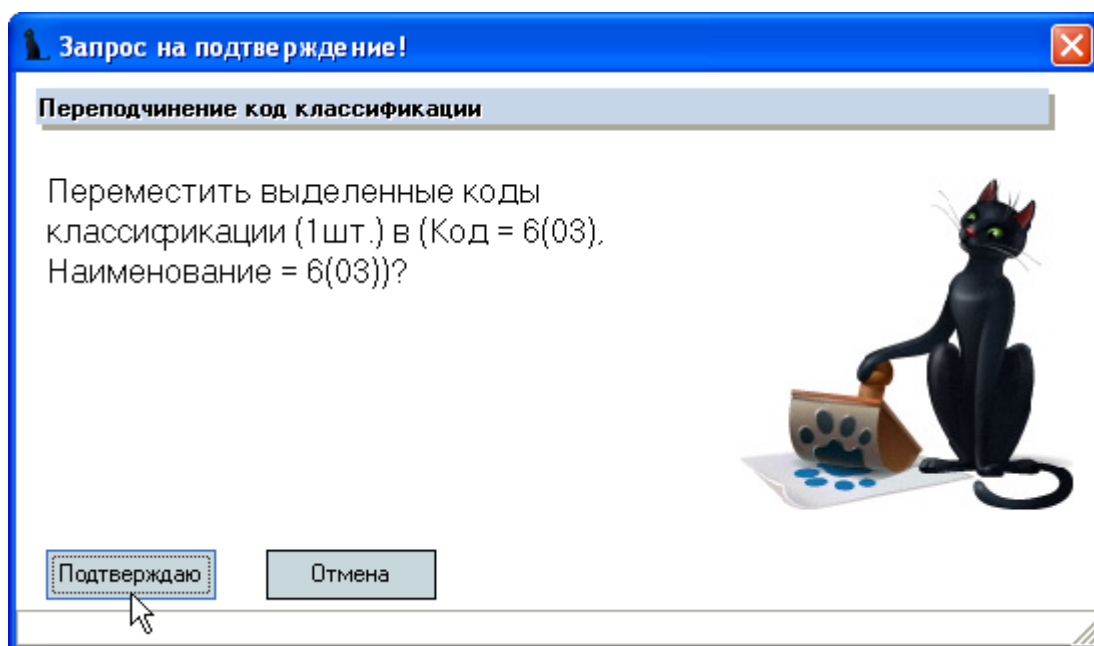 Запрос на подтверждение!
Переподчинение код классификации
Переместить выделенные коды
классификации (1шт.) в (Код = 6(03),
Наименование = 6(03))?
Подтверждаю
Отмена